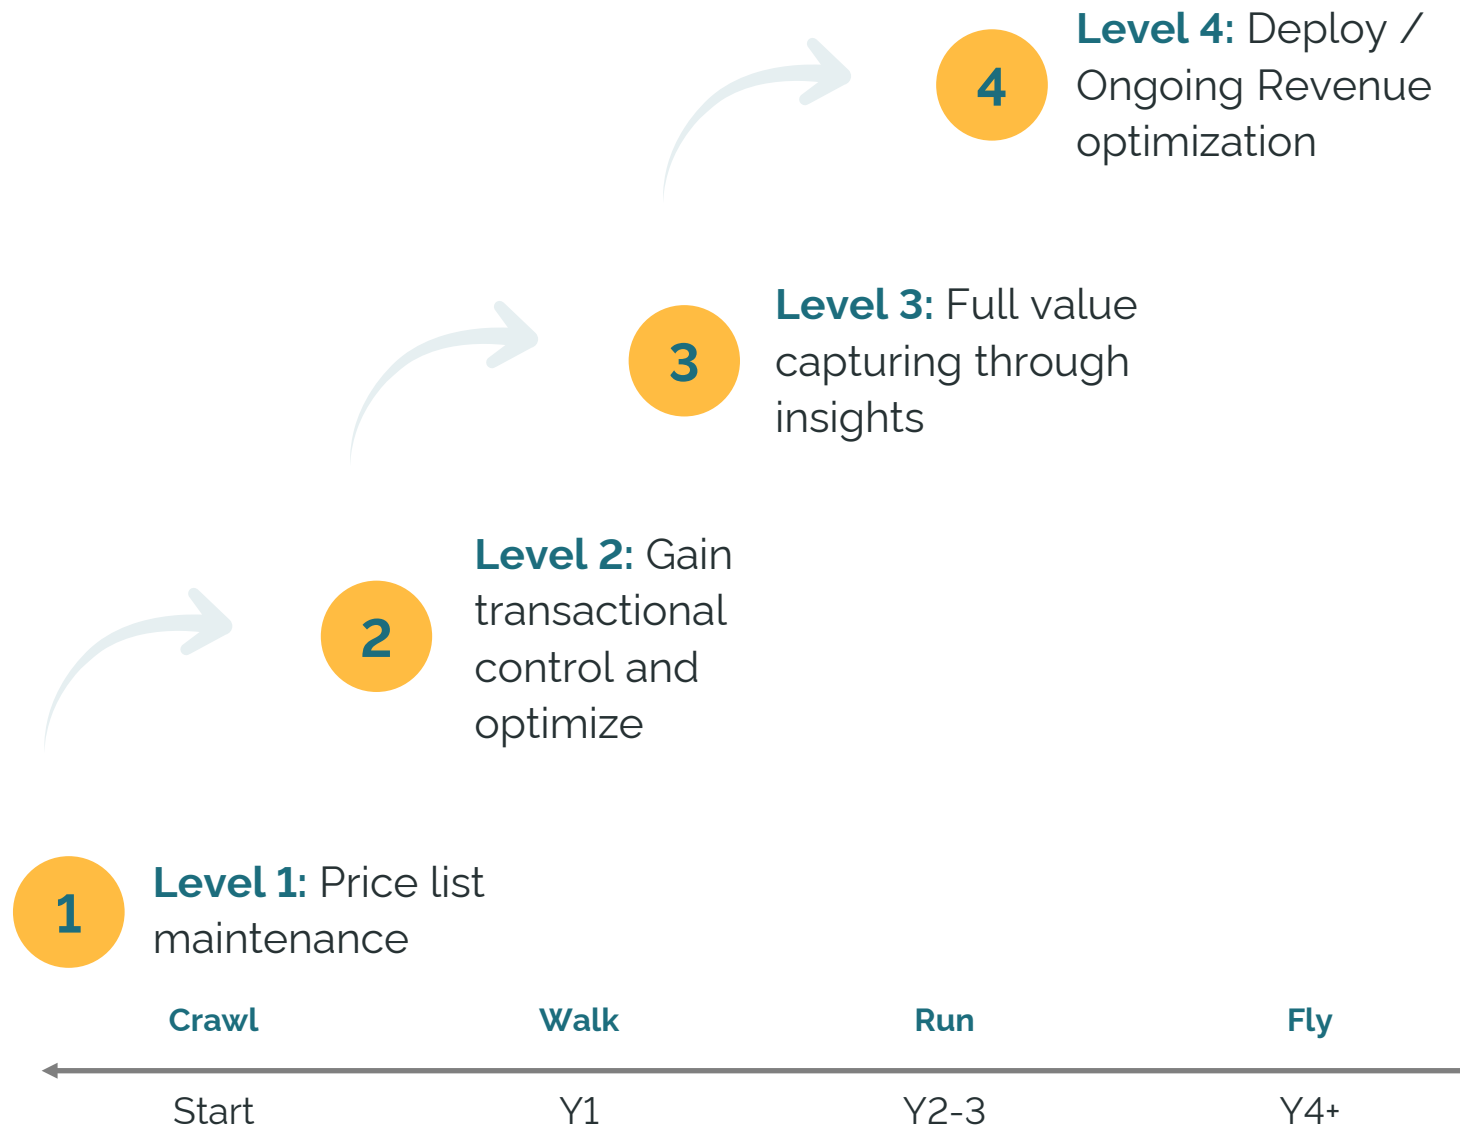 4
Level 4: Deploy /
Ongoing Revenue
optimization
3
Level 3: Full value
capturing through
insights
2
Level 2: Gain
transactional
control and
optimize
1
Level 1: Price list
maintenance
Crawl
Walk
Run
Fly
Start
Y1
Y2-3
Y4+